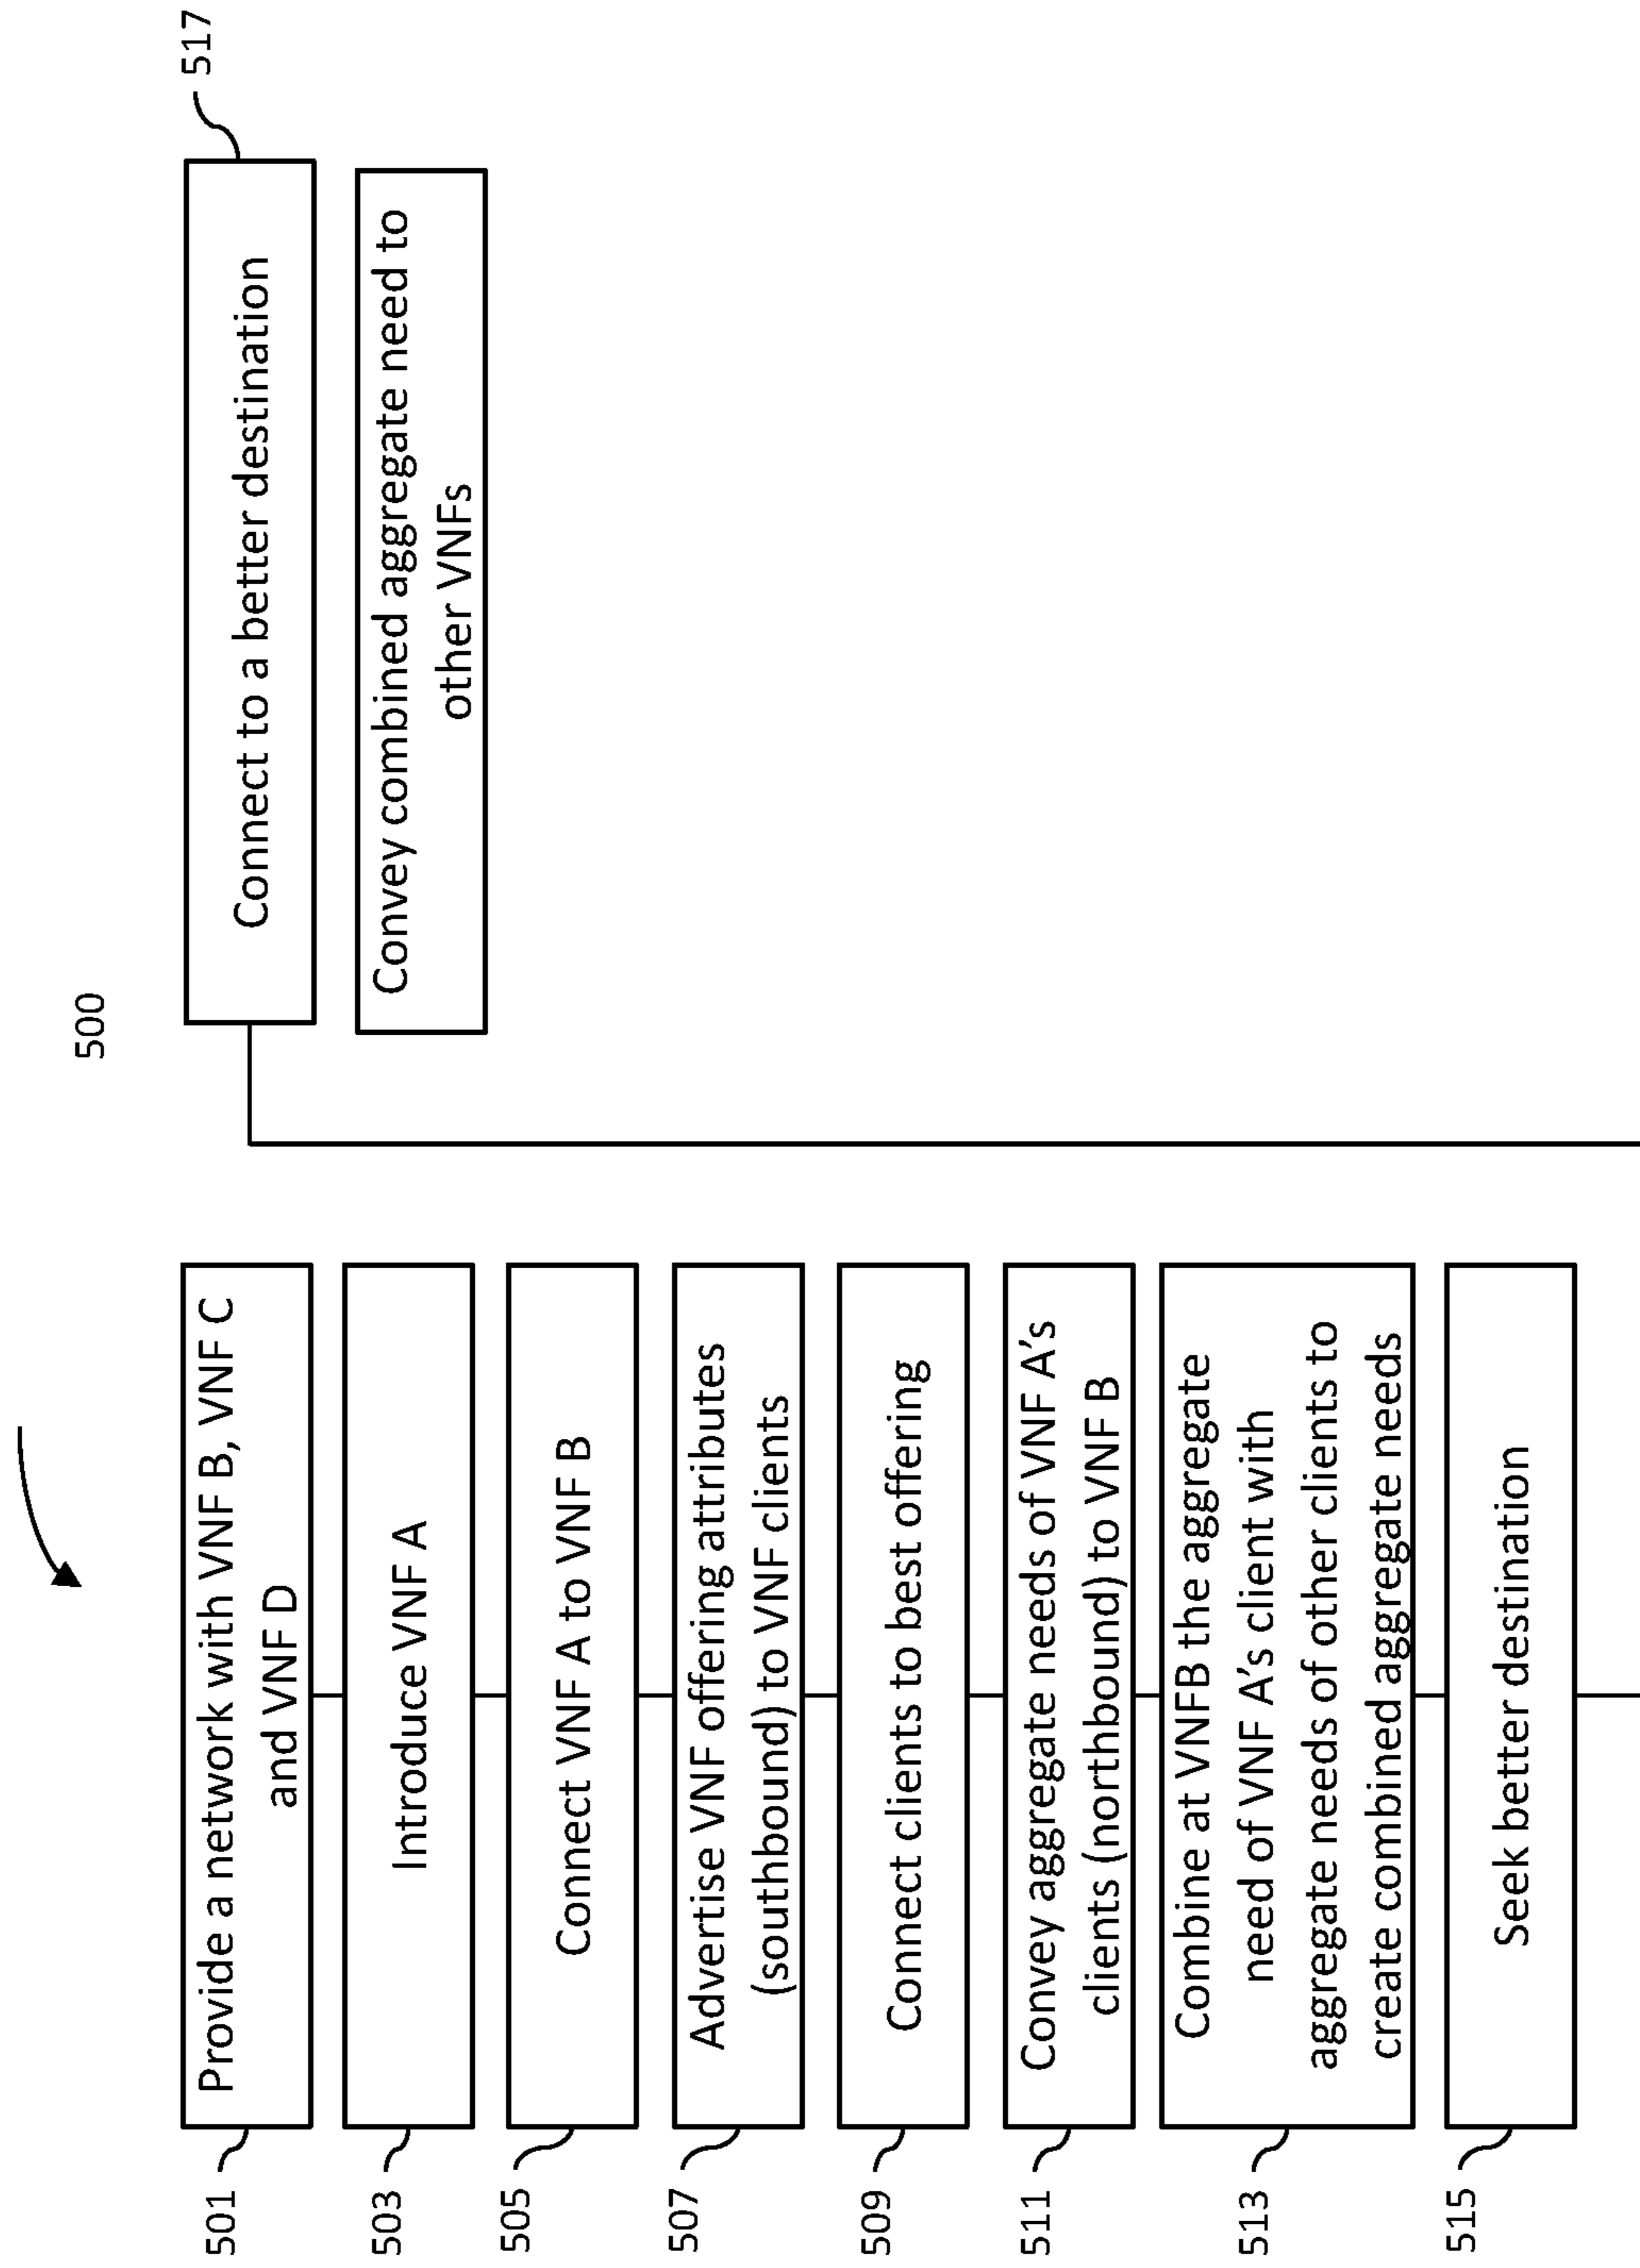 500
501
Provide a network with VNF B, VNF C
and VNF D
503
Introduce VNF A
505
Connect VNF A to VNF B
507
Advertise VNF offering attributes
(southbound) to VNF clients
509
Connect clients to best offering
511
Convey aggregate needs of VNF A's
clients (northbound) to VNF B
513
Combine at VNFB the aggregate
need of VNF A's client with
aggregate needs of other clients to
create combined aggregate needs
515
Seek better destination
Connect to a better destination
517
Convey combined aggregate need to
other VNFs